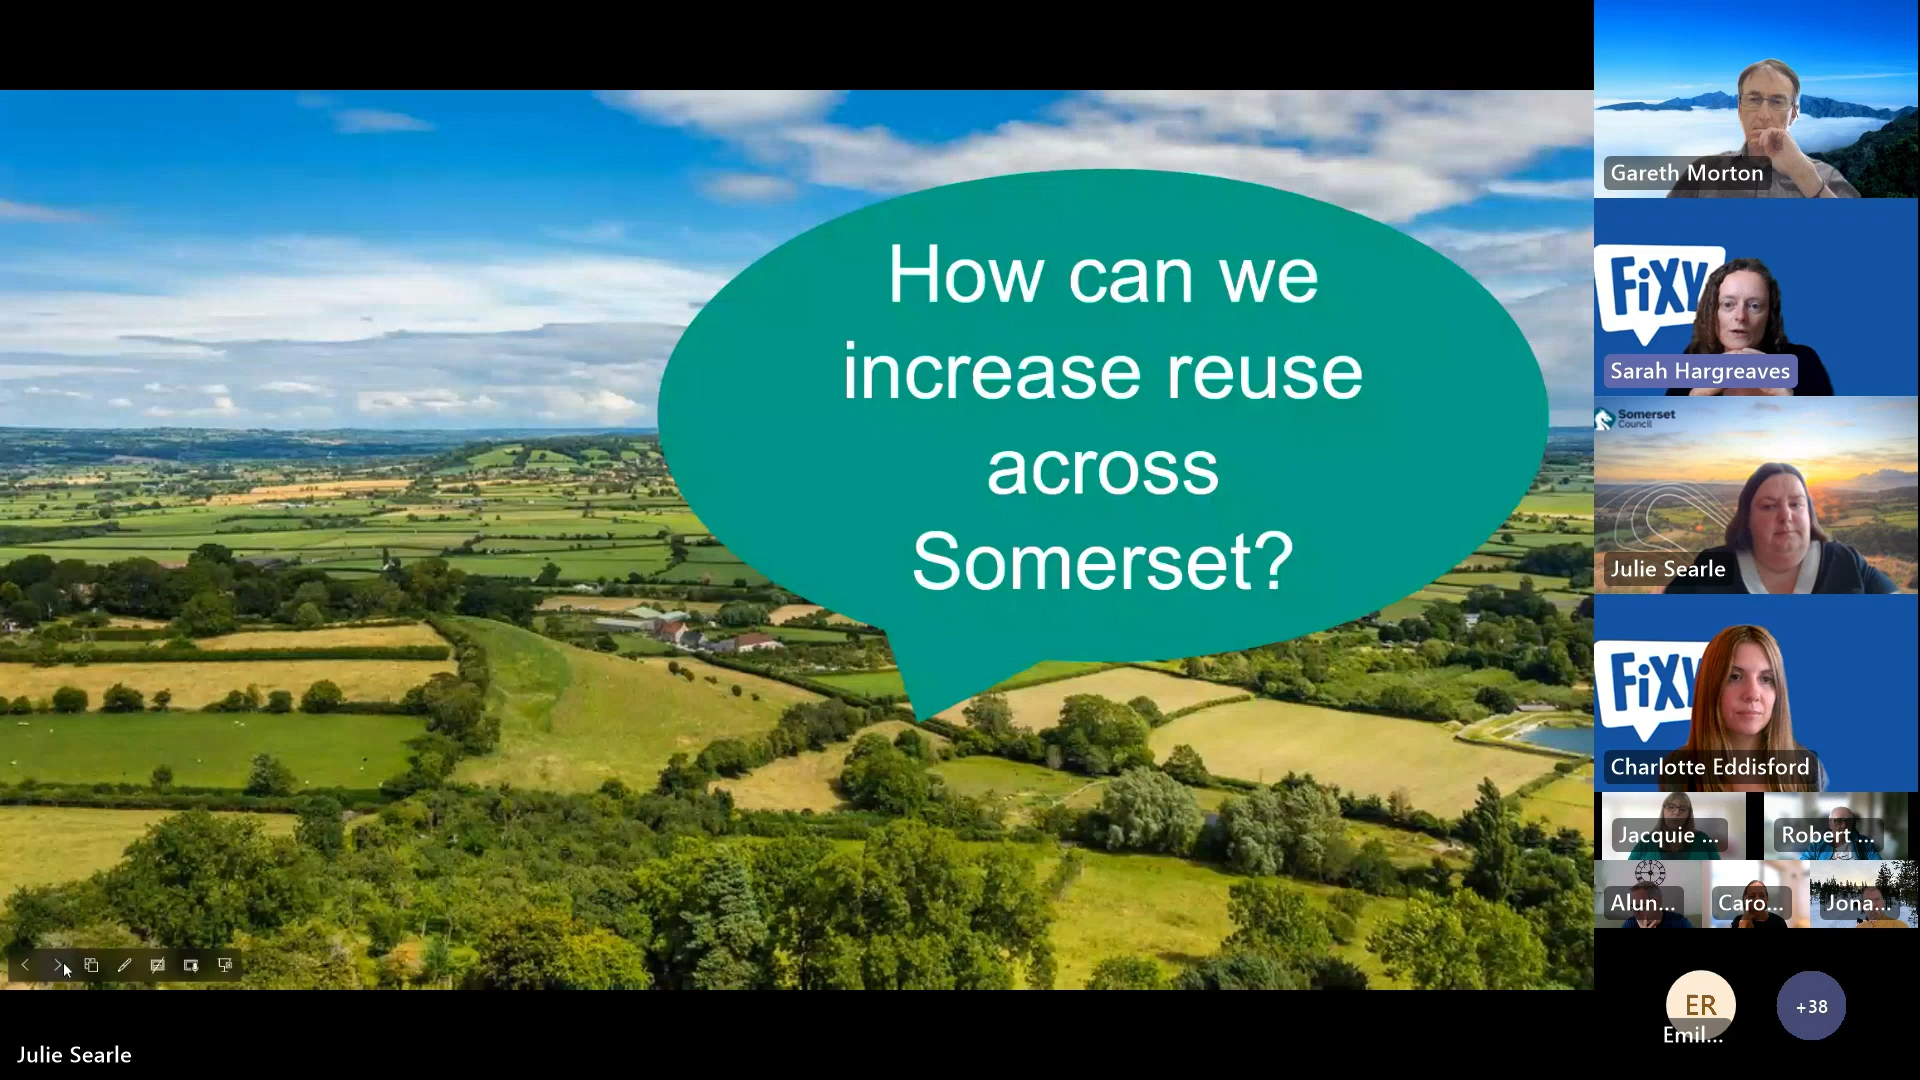 How can we
increase reuse
across
Somerset?
Gareth Morton
FiXY
Sarah Hargreaves
Somerset
Council
Julie Searle
FiXY
Charlotte Eddisford
Jacquie ...
Robert ...
Alun...
Caro...
Jona...
ER
Emil...
+38
Julie Searle